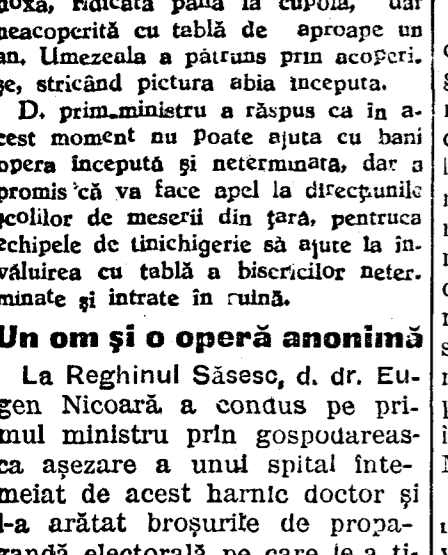 doxă, ridicată până la cupolă, dar
neacoperită cu tablă de aproape un
an. Umezeala a pătruns prin acoperi-
șe, stricând pictura abia începută.
D. prim-ministru a răspus că în a-
cest moment nu poate ajuta cu bani
opera începută și neterminată, dar a
promis că va face apel la direcțiunile
școlilor de meserii din țară, pentruca
echipele de tinichigerie să ajute la în-
văluirea cu tablă a bisericilor neter-
minate și intrate în ruină.
Un om și o operă anonimă
La Reghinul Săsesc, d. dr. Eu-
gen Nicoară a condus pe pri-
mul ministru prin gospodăreas-
ca așezare a unui spital înte-
meiat de acest harnic doctor și
i-a arătat broșurile de propa-
gandă electorală pe care le-a ti-